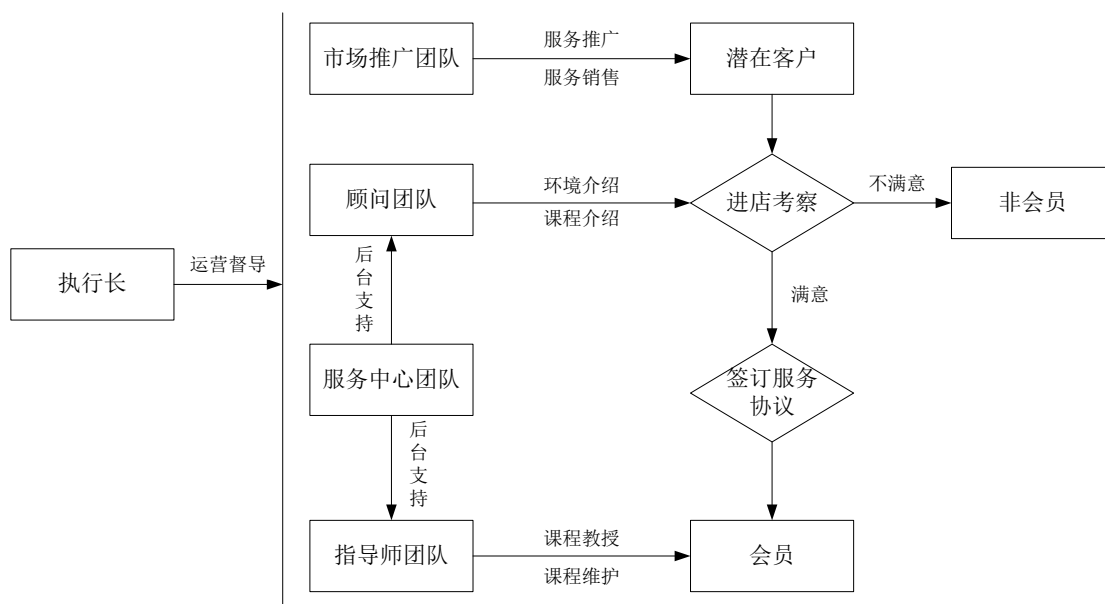 市场推广团队
服务推广
服务销售
潜在客户
顾问团队
环境介绍
课程介绍
进店考察
不满意
非会员
执行长
运营督导
后台支持
满意
服务中心团队
签订服务
协议
后台支持
指导师团队
课程教授
课程维护
会员